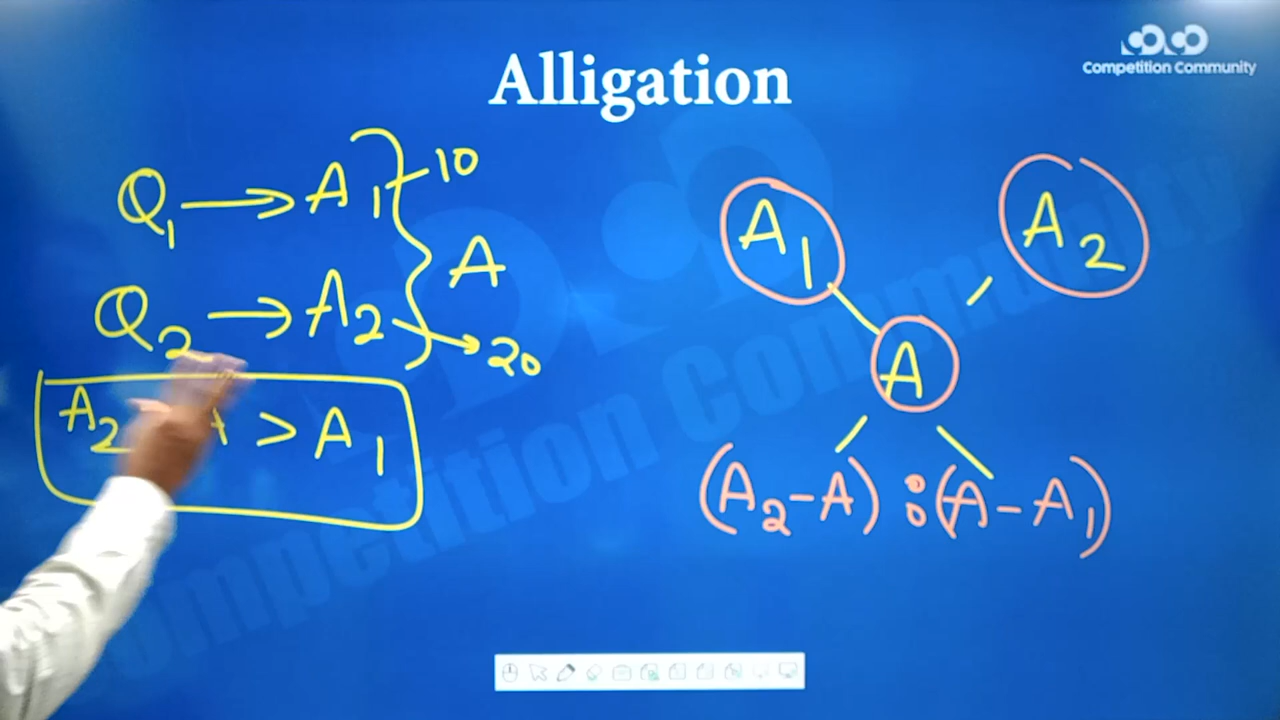 Competition Community
Alligation
Q1 → A1 10
A
Q2 → A2 → 20
A2 > A1
A1 A2
A
(A2 - A) : (A - A1)